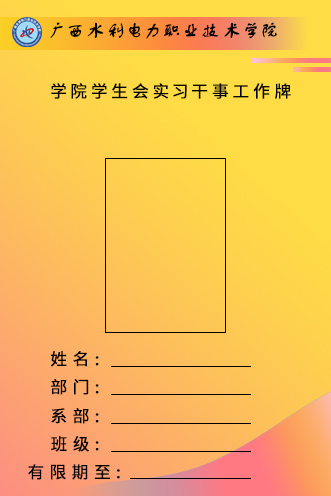 广西水利电力职业技术学院
学院学生会实习干事工作牌
姓名：
部门：
系部：
班级：
有限期至：